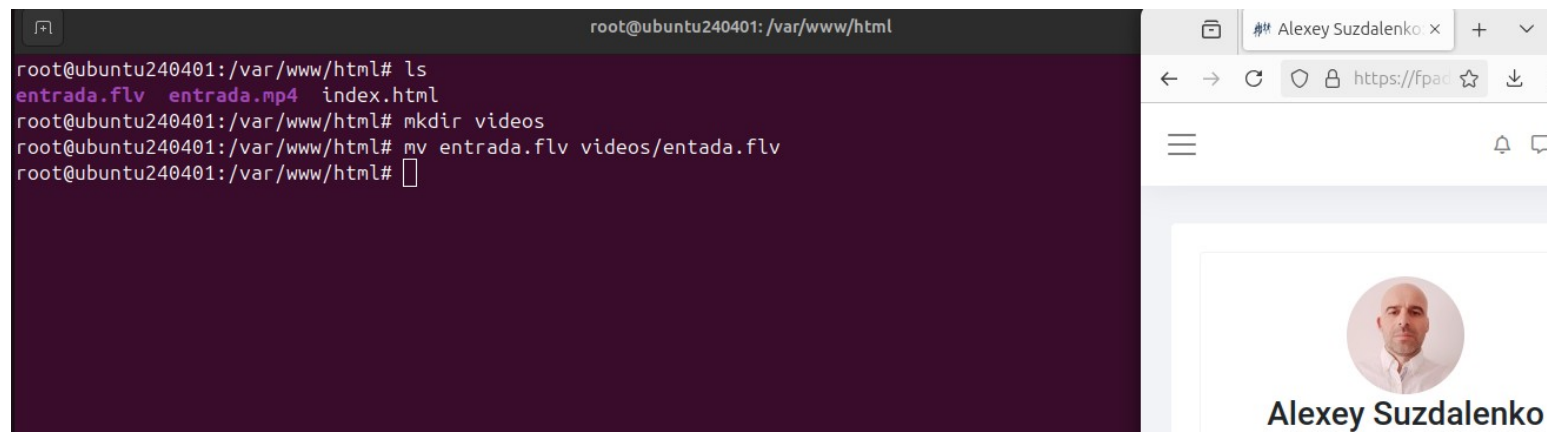 root@ubuntu240401: /var/www/html
root@ubuntu240401:/var/www/html# ls
entrada.flv entrada.mp4 index.html
root@ubuntu240401:/var/www/html# mkdir videos
root@ubuntu240401:/var/www/html# mv entrada.flv videos/entada.flv
root@ubuntu240401:/var/www/html#
Alexey Suzdalenko
https://fpad
Alexey Suzdalenko